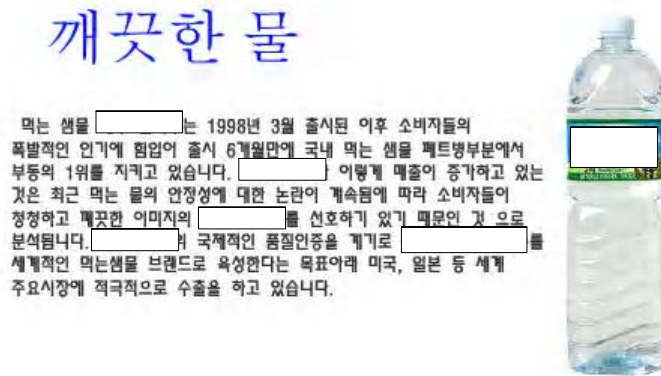 깨끗한 물
먹는 샘물 는 1998년 3월 출시된 이후 소비자들의
폭발적인 인기에 힘입어 출시 6개월만에 국내 먹는 샘물 페트병부분에서
부동의 1위를 지키고 있습니다. 이렇게 매출이 증가하고 있는
것은 최근 먹는 물의 안정성에 대한 논란이 계속됨에 따라 소비자들이
청청하고 깨끗한 이미지의 를 선호하기 있기 때문인 것 으로
분석됩니다. 의 국제적인 품질인증을 계기로 를
세계적인 먹는샘물 브랜드로 육성한다는 목표아래 미국, 일본 등 세계
주요시장에 적극적으로 수출을 하고 있습니다.